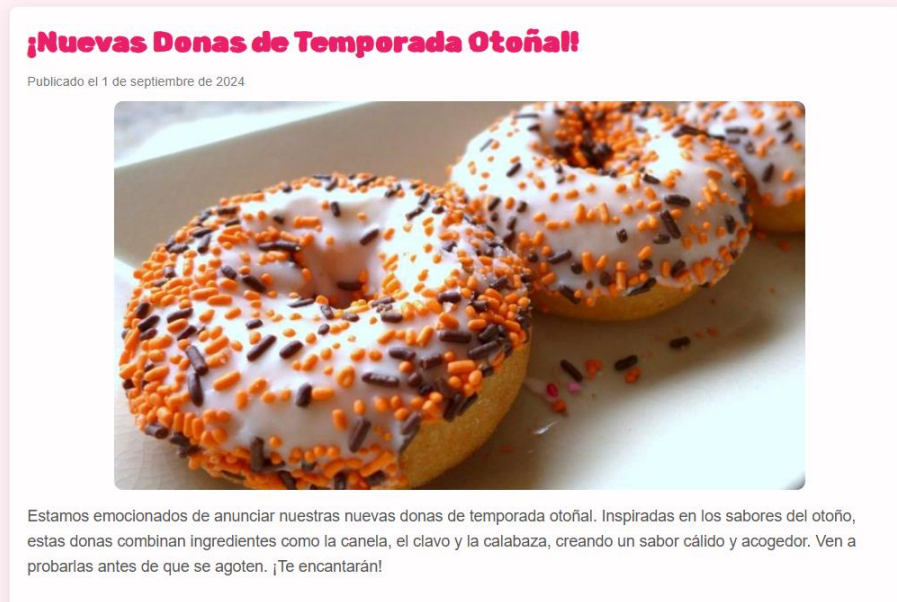 ¡Nuevas Donas de Temporada Otoñal!
Publicado el 1 de septiembre de 2024
Estamos emocionados de anunciar nuestras nuevas donas de temporada otoñal. Inspiradas en los sabores del otoño,
estas donas combinan ingredientes como la canela, el clavo y la calabaza, creando un sabor cálido y acogedor. Ven a
probarlas antes de que se agoten. ¡Te encantarán!